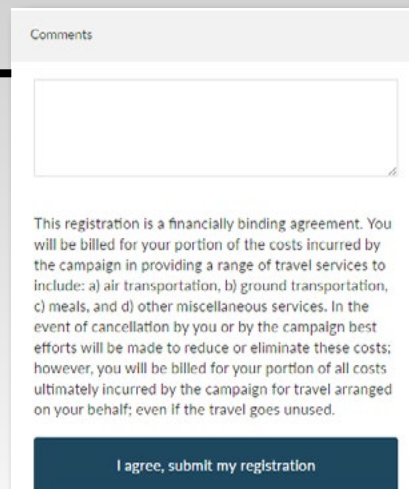 Comments
This registration is a financially binding agreement. You
will be billed for your portion of the costs incurred by
the campaign in providing a range of travel services to
include: a) air transportation, b) ground transportation,
c) meals, and d) other miscellaneous services. In the
event of cancellation by you or by the campaign best
efforts will be made to reduce or eliminate these costs;
however, you will be billed for your portion of all costs
ultimately incurred by the campaign for travel arranged
on your behalf; even if the travel goes unused.
I agree, submit my registration